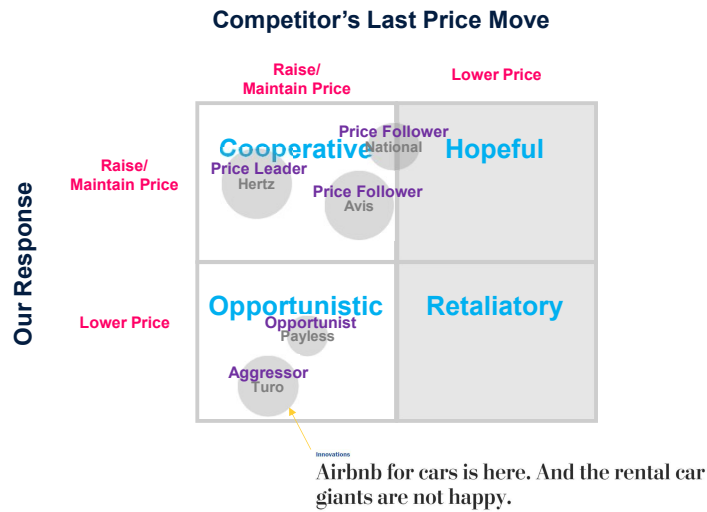 Competitor's Last Price Move
Raise/
Maintain Price
Lower Price
Our Response
Raise/
Maintain Price
Cooperative
Hopeful
Price Follower
National
Price Leader
Hertz
Price Follower
Avis
Lower Price
Opportunistic
Retaliatory
Opportunist
Payless
Aggressor
Turo
Innovations
Airbnb for cars is here. And the rental car
giants are not happy.